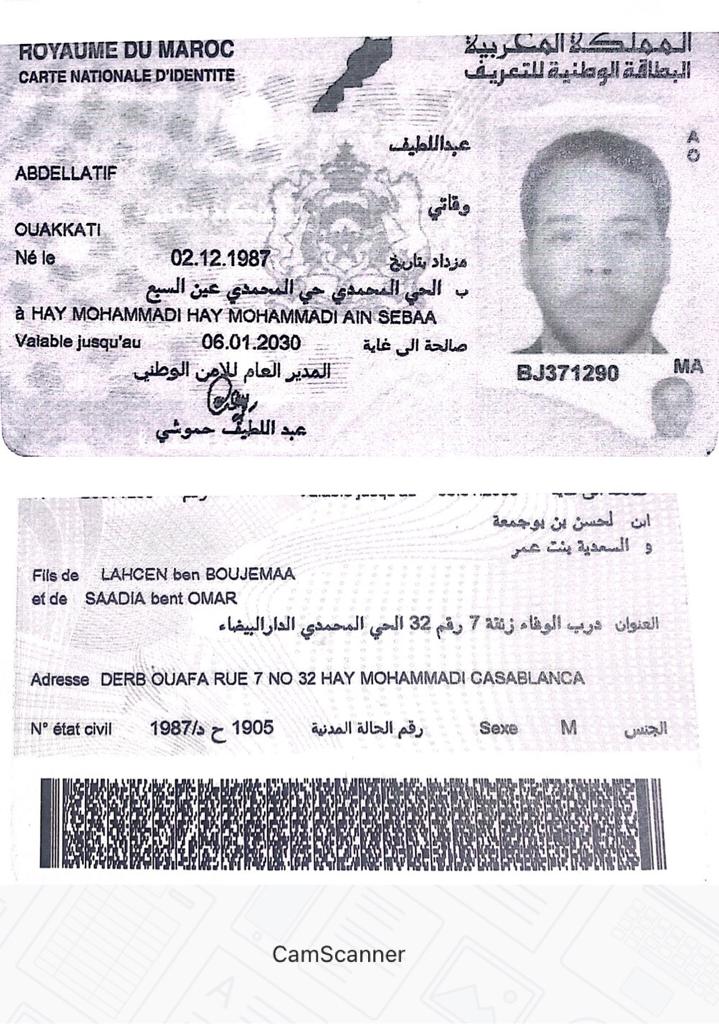 ROYAUME DU MAROC
المملكة المغربية
CARTE NATIONALE D'IDENTITE
البطاقة الوطنية للتعريف
عبداللطيف
ABDELLATIF
وقاتي
OUAKKATI
Né le 02.12.1987 مزداد بتاريخ
ب الحي المحمدي حي المحمدي عين السبع
à HAY MOHAMMADI HAY MOHAMMADI AIN SEBAA
Valable jusqu'au 06.01.2030 صالحة الى غاية
المدير العام للامن الوطني
عبد اللطيف حموشي
A
O
BJ371290
MA
ابن لحسن بن بوجمعة
و السعدية بنت عمر
Fils de LAHCEN ben BOUJEMAA
et de SAADIA bent OMAR
العنوان درب الوفاء زنقة 7 رقم 32 الحي المحمدي الدارالبيضاء
Adresse DERB OUAFA RUE 7 NO 32 HAY MOHAMMADI CASABLANCA
N° état civil 1905 ح د/1987 رقم الحالة المدنية Sexe M الجنس
CamScanner